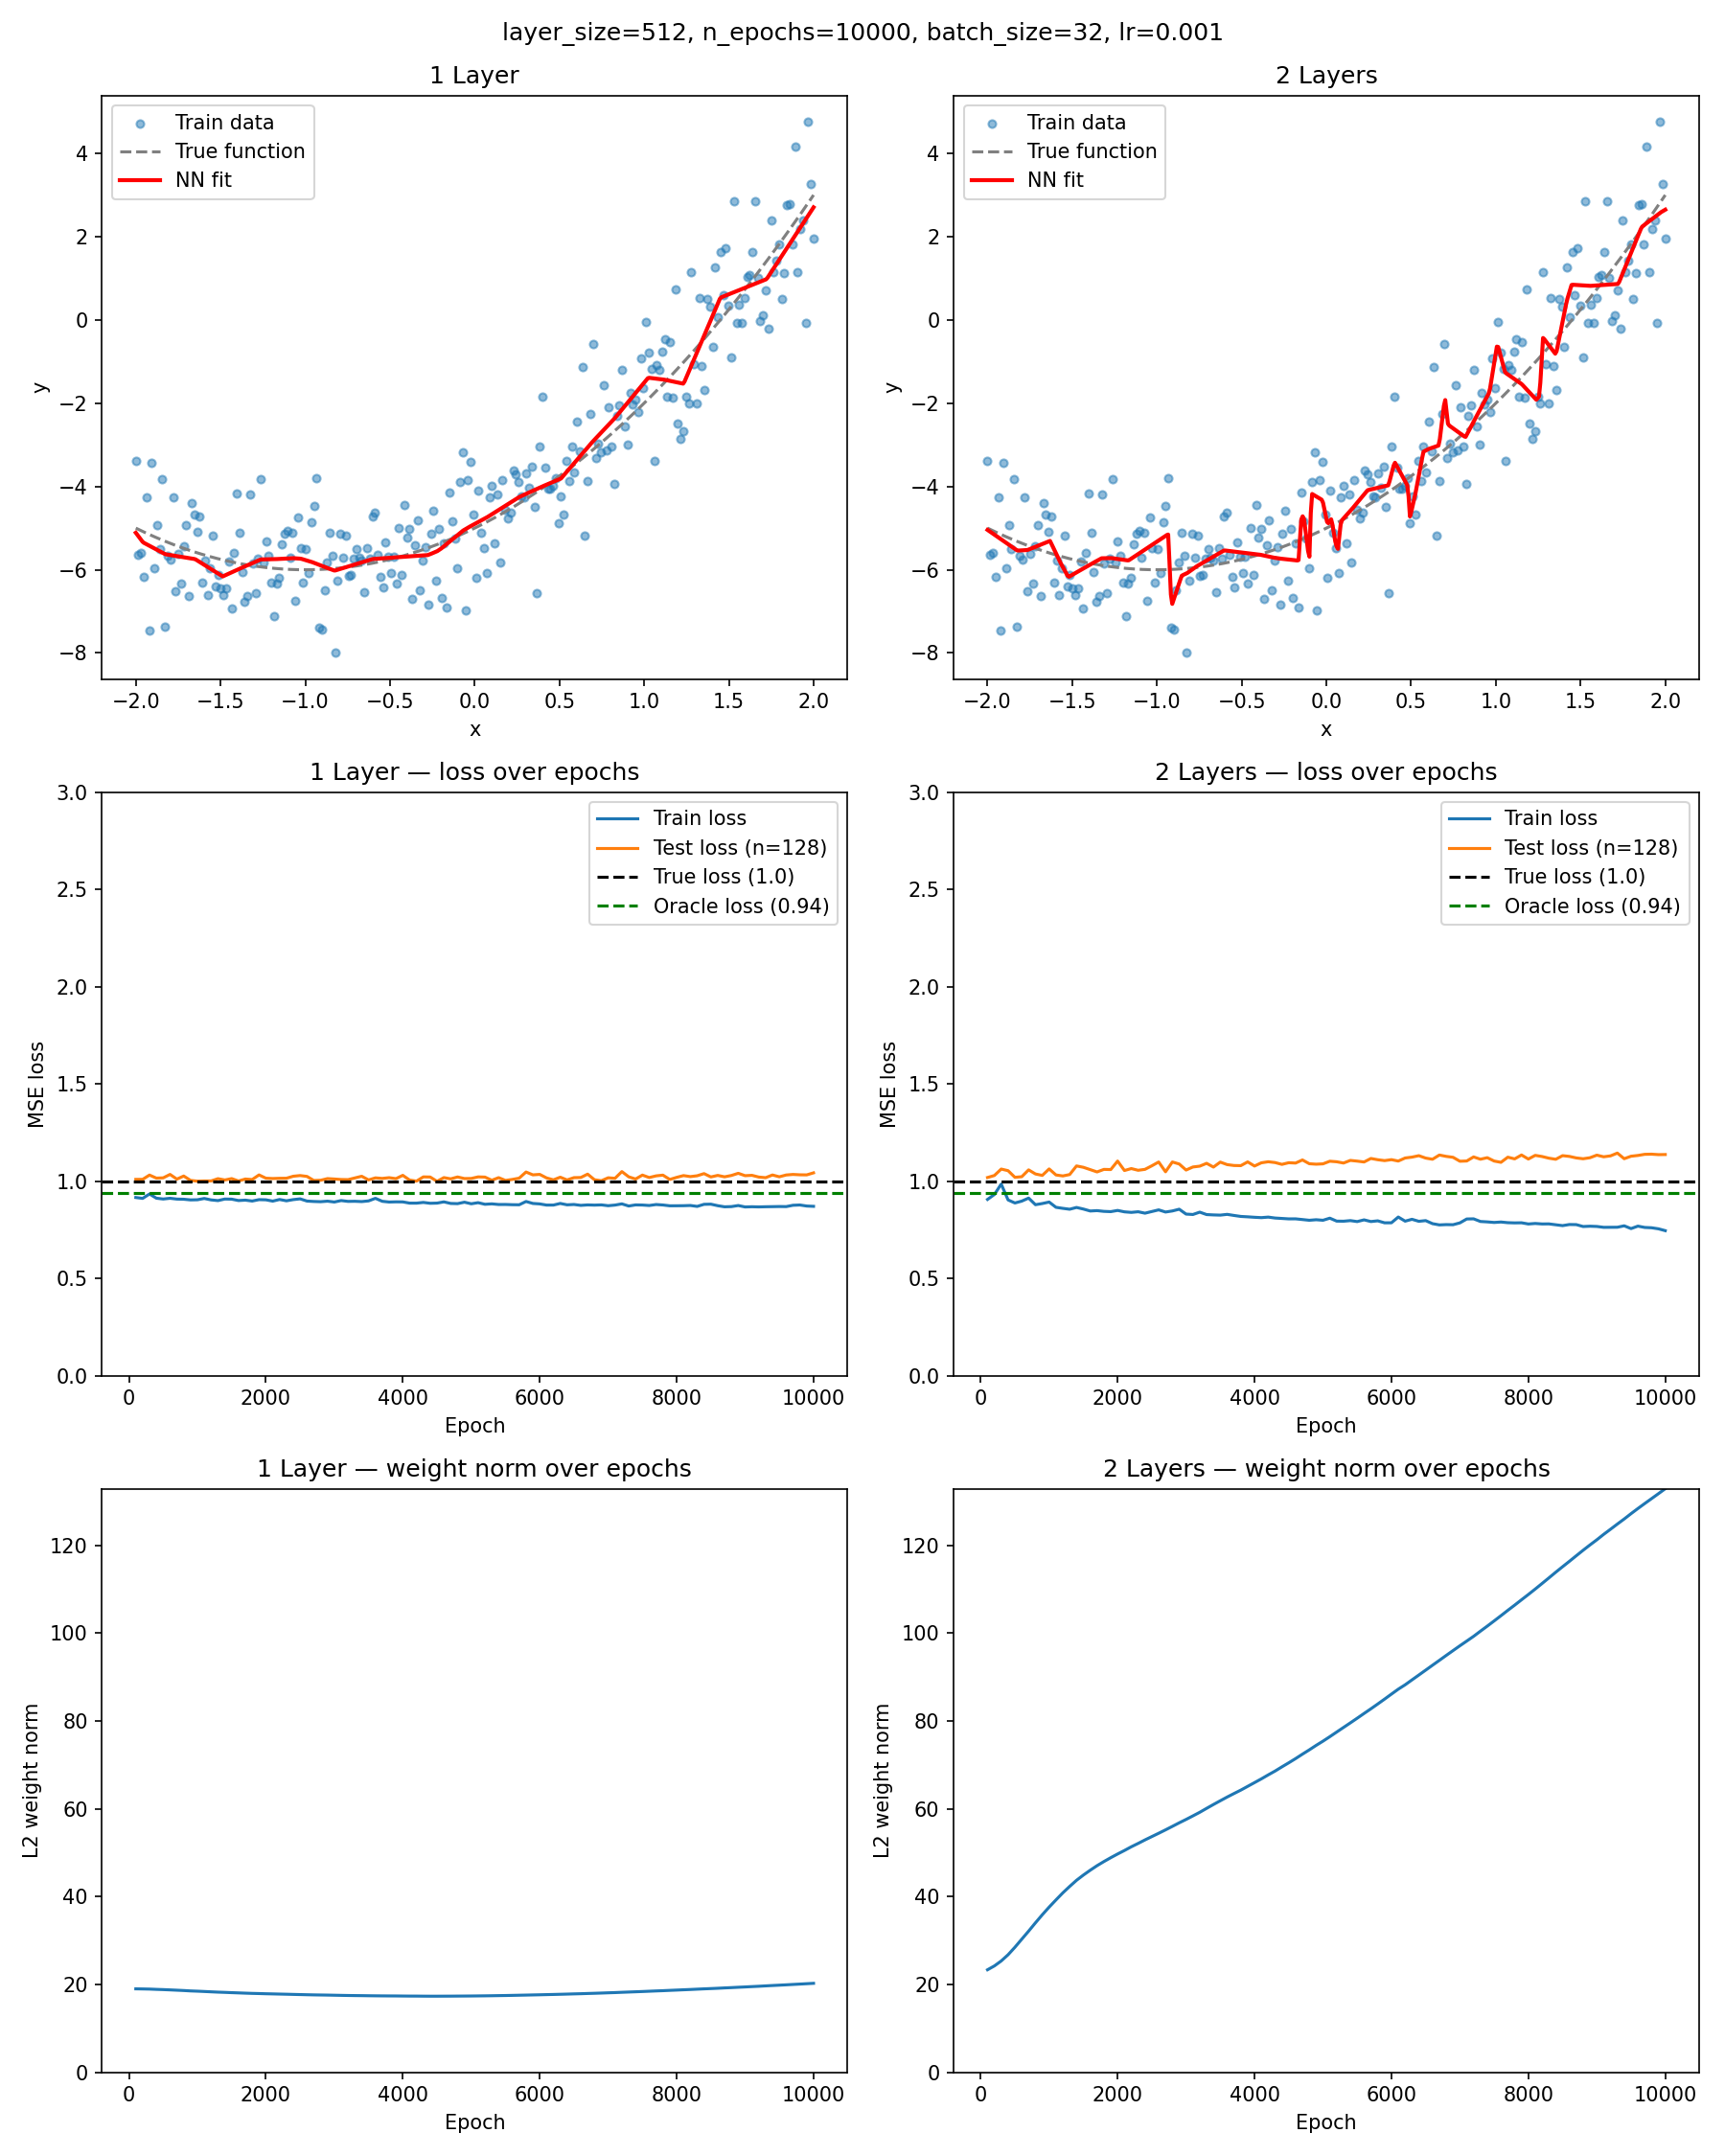 layer_size=512, n_epochs=10000, batch_size=32, lr=0.001
1 Layer
Train data
True function
NN fit
4
2
0
−2
−4
−6
−8
y
−2.0 −1.5 −1.0 −0.5 0.0 0.5 1.0 1.5 2.0
x
2 Layers
Train data
True function
NN fit
4
2
0
−2
−4
−6
−8
y
−2.0 −1.5 −1.0 −0.5 0.0 0.5 1.0 1.5 2.0
x
1 Layer — loss over epochs
Train loss
Test loss (n=128)
True loss (1.0)
Oracle loss (0.94)
3.0
2.5
2.0
1.5
1.0
0.5
0.0
MSE loss
0 2000 4000 6000 8000 10000
Epoch
2 Layers — loss over epochs
Train loss
Test loss (n=128)
True loss (1.0)
Oracle loss (0.94)
3.0
2.5
2.0
1.5
1.0
0.5
0.0
MSE loss
0 2000 4000 6000 8000 10000
Epoch
1 Layer — weight norm over epochs
120
100
80
60
40
20
0
L2 weight norm
0 2000 4000 6000 8000 10000
Epoch
2 Layers — weight norm over epochs
120
100
80
60
40
20
0
L2 weight norm
0 2000 4000 6000 8000 10000
Epoch